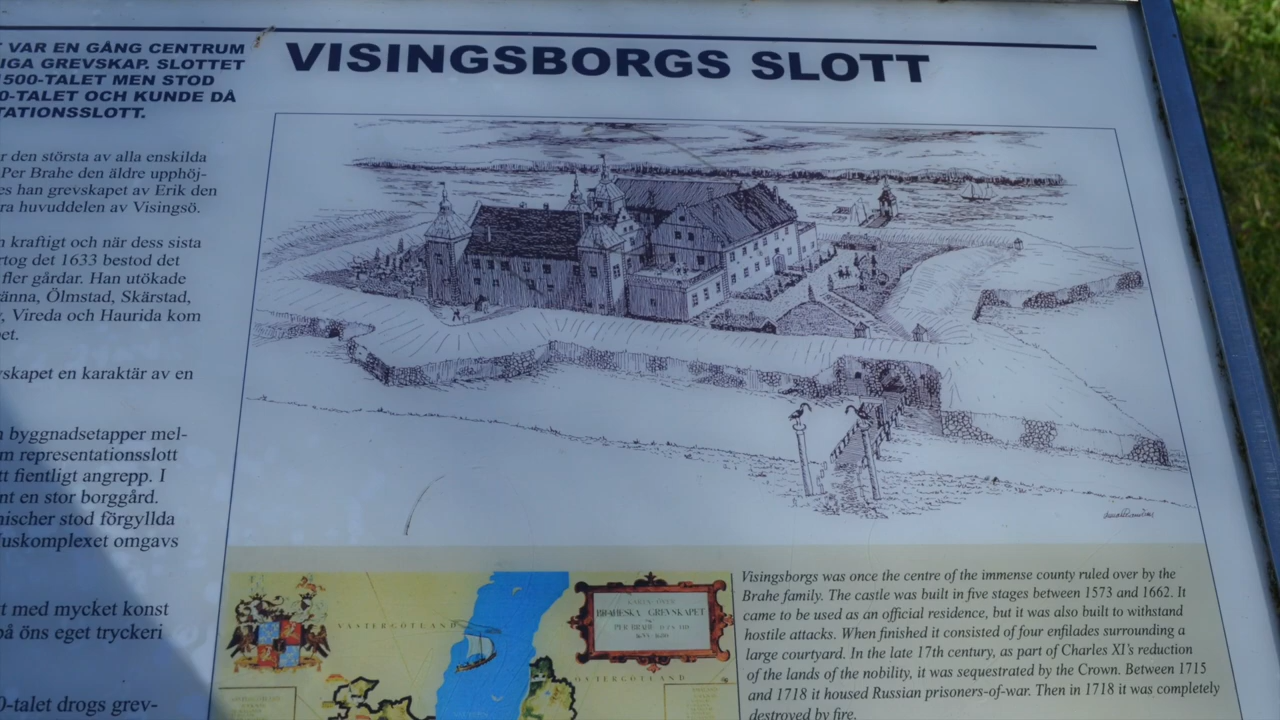 VAR EN GÅNG CENTRUM
IGA GREVSKAP. SLOTTET
1500-TALET MEN STOD
0-TALET OCH KUNDE DÅ
TATIONSSLOTT.
r den största av alla enskilda
Per Brahe den äldre upphöj-
es han grevskapet av Erik den
ra huvuddelen av Visingsö.
n kraftigt och när dess sista
rtog det 1633 bestod det
fler gårdar. Han utökade
änna, Ölmstad, Skärstad,
, Vireda och Haurida kom
et.
skapet en karaktär av en
n byggnadsetapper mel-
m representationsslott
tt fientligt angrepp. I
nt en stor borggård.
nischer stod förgyllda
uskomplexet omgavs
t med mycket konst
på öns eget tryckeri
0-talet drogs grev-
VISINGSBORGS SLOTT
VÄSTERGÖTLAND
KARTA ÖFVER
BRAHESKA GREVSKAPET
PER BRAHE D.Y.S TID
ÖSTERGÖTLAND
Visingsborgs was once the centre of the immense county ruled over by the
Brahe family. The castle was built in five stages between 1573 and 1662. It
came to be used as an official residence, but it was also built to withstand
hostile attacks. When finished it consisted of four enfilades surrounding a
large courtyard. In the late 17th century, as part of Charles XI's reduction
of the lands of the nobility, it was sequestrated by the Crown. Between 1715
and 1718 it housed Russian prisoners-of-war. Then in 1718 it was completely
destroyed by fire.